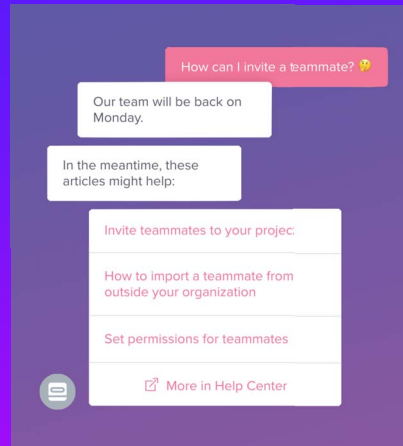 How can I invite a teammate? 🤔
Our team will be back on
Monday.
In the meantime, these
articles might help:
Invite teammates to your projec
How to import a teammate from
outside your organization
Set permissions for teammates
More in Help Center